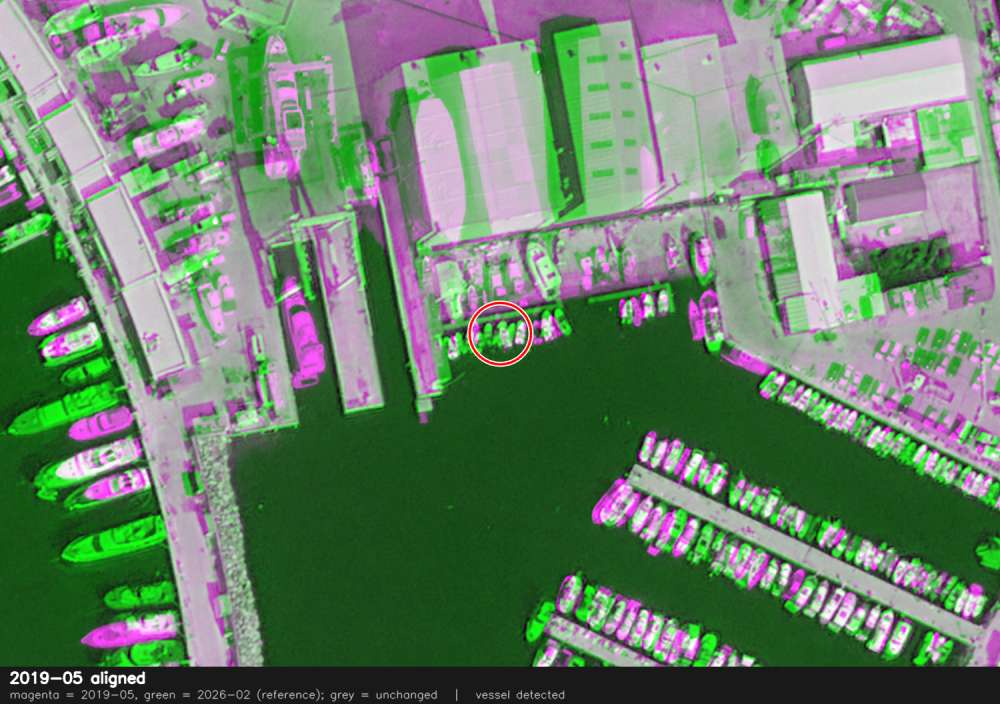 2019-05 aligned
magenta = 2019-05, green = 2026-02 (reference); grey = unchanged | vessel detected